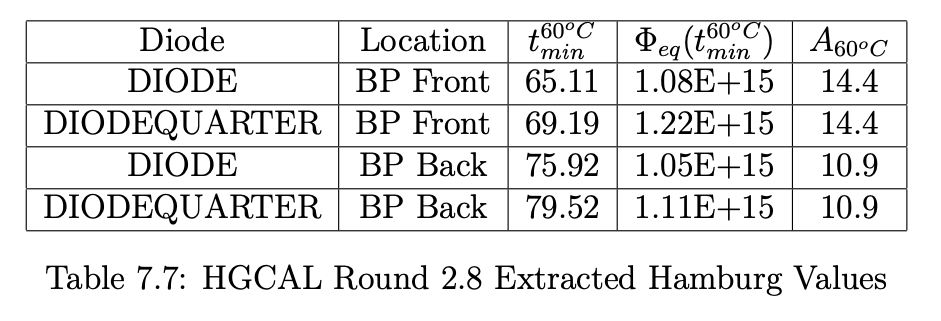 Diode Location $t_{min}^{60^oC}$ $\Phi_{eq}(t_{min}^{60^oC})$ $A_{60^oC}$
DIODE BP Front 65.11 1.08E+15 14.4
DIODEQUARTER BP Front 69.19 1.22E+15 14.4
DIODE BP Back 75.92 1.05E+15 10.9
DIODEQUARTER BP Back 79.52 1.11E+15 10.9
Table 7.7: HGCAL Round 2.8 Extracted Hamburg Values